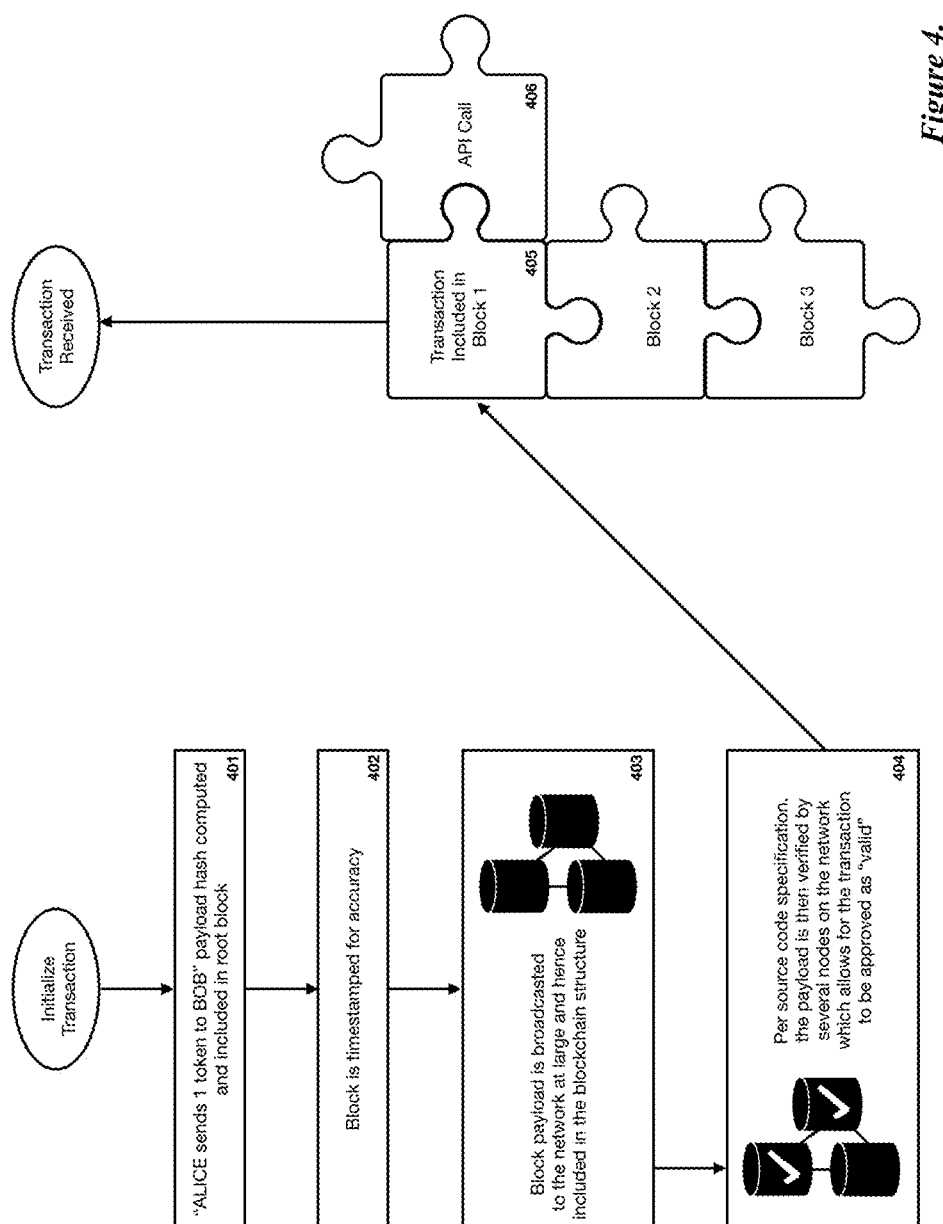 Initialize
Transaction
"ALICE sends 1 token to BOB" payload hash computed
and included in root block
401
Block is timestamped for accuracy
402
Block payload is broadcasted
to the network at large and hence
included in the blockchain structure
403
Per source code specification,
the payload is then verified by
several nodes on the network
which allows for the transaction
to be approved as "valid"
404
Transaction
Received
Transaction
Included in
Block 1
405
API Call
406
Block 2
Block 3
Figure 4.